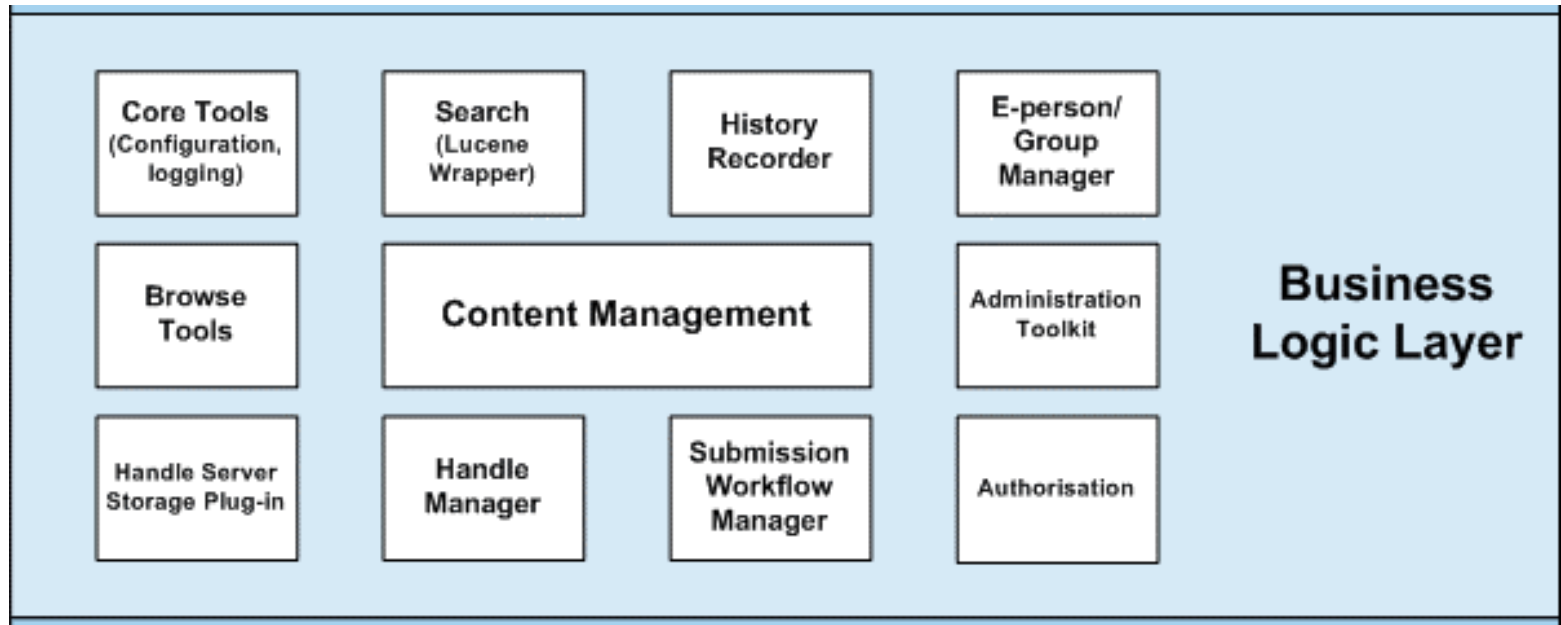 Core Tools
(Configuration,
logging)
Search
(Lucene
Wrapper)
History
Recorder
E-person/
Group
Manager
Browse
Tools
Content Management
Administration
Toolkit
Business
Logic Layer
Handle Server
Storage Plug-in
Handle
Manager
Submission
Workflow
Manager
Authorisation